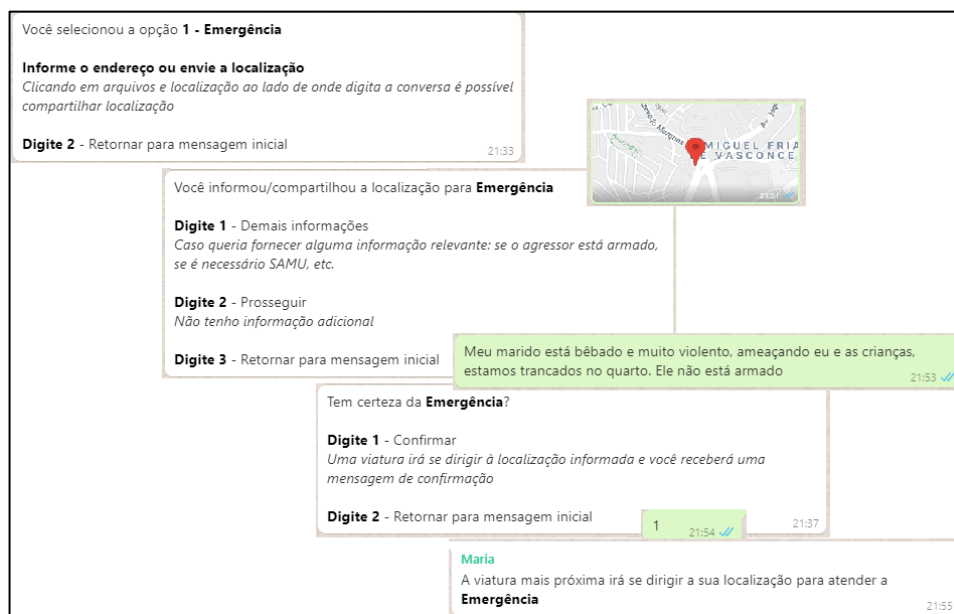 Você selecionou a opção 1 - Emergência
Informe o endereço ou envie a localização
Clicando em arquivos e localização ao lado de onde digita a conversa é possível
compartilhar localização
Digite 2 - Retornar para mensagem inicial
21:33
MIGUEL FRIA
E VASCONCE
21:51
Você informou/compartilhou a localização para Emergência
Digite 1 - Demais informações
Caso queria fornecer alguma informação relevante: se o agressor está armado,
se é necessário SAMU, etc.
Digite 2 - Prosseguir
Não tenho informação adicional
Digite 3 - Retornar para mensagem inicial
Meu marido está bêbado e muito violento, ameaçando eu e as crianças,
estamos trancados no quarto. Ele não está armado
21:53
Tem certeza da Emergência?
Digite 1 - Confirmar
Uma viatura irá se dirigir à localização informada e você receberá uma
mensagem de confirmação
Digite 2 - Retornar para mensagem inicial
21:37
1
21:54
Maria
A viatura mais próxima irá se dirigir a sua localização para atender a
Emergência
21:55